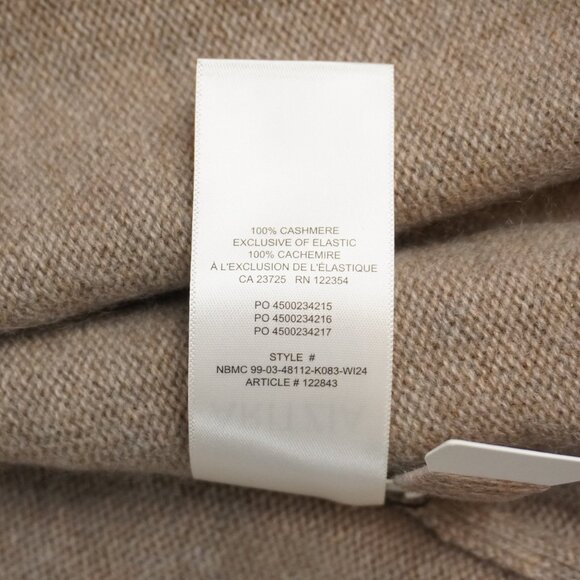 100% CASHMERE
EXCLUSIVE OF ELASTIC
100% CACHEMIRE
À L'EXCLUSION DE L'ÉLASTIQUE
CA 23725 RN 122354
PO 4500234215
PO 4500234216
PO 4500234217
STYLE #
NBMC 99-03-48112-K083-WI24
ARTICLE # 122843